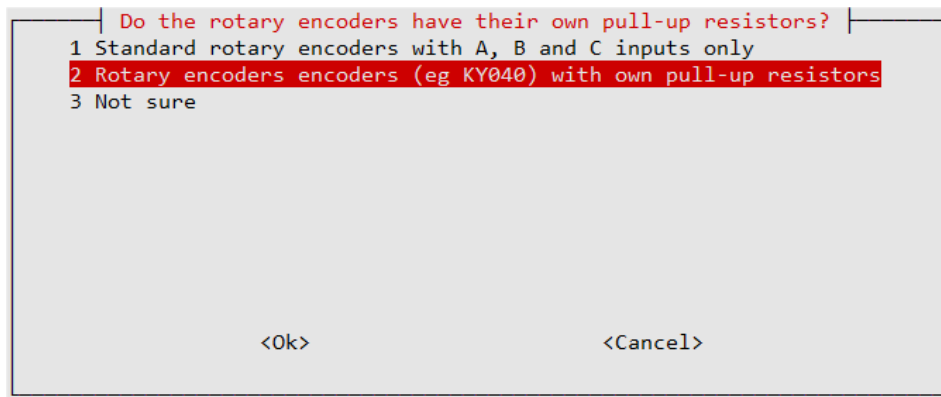 Do the rotary encoders have their own pull-up resistors?
1 Standard rotary encoders with A, B and C inputs only
2 Rotary encoders encoders (eg KY040) with own pull-up resistors
3 Not sure
<Ok> <Cancel>